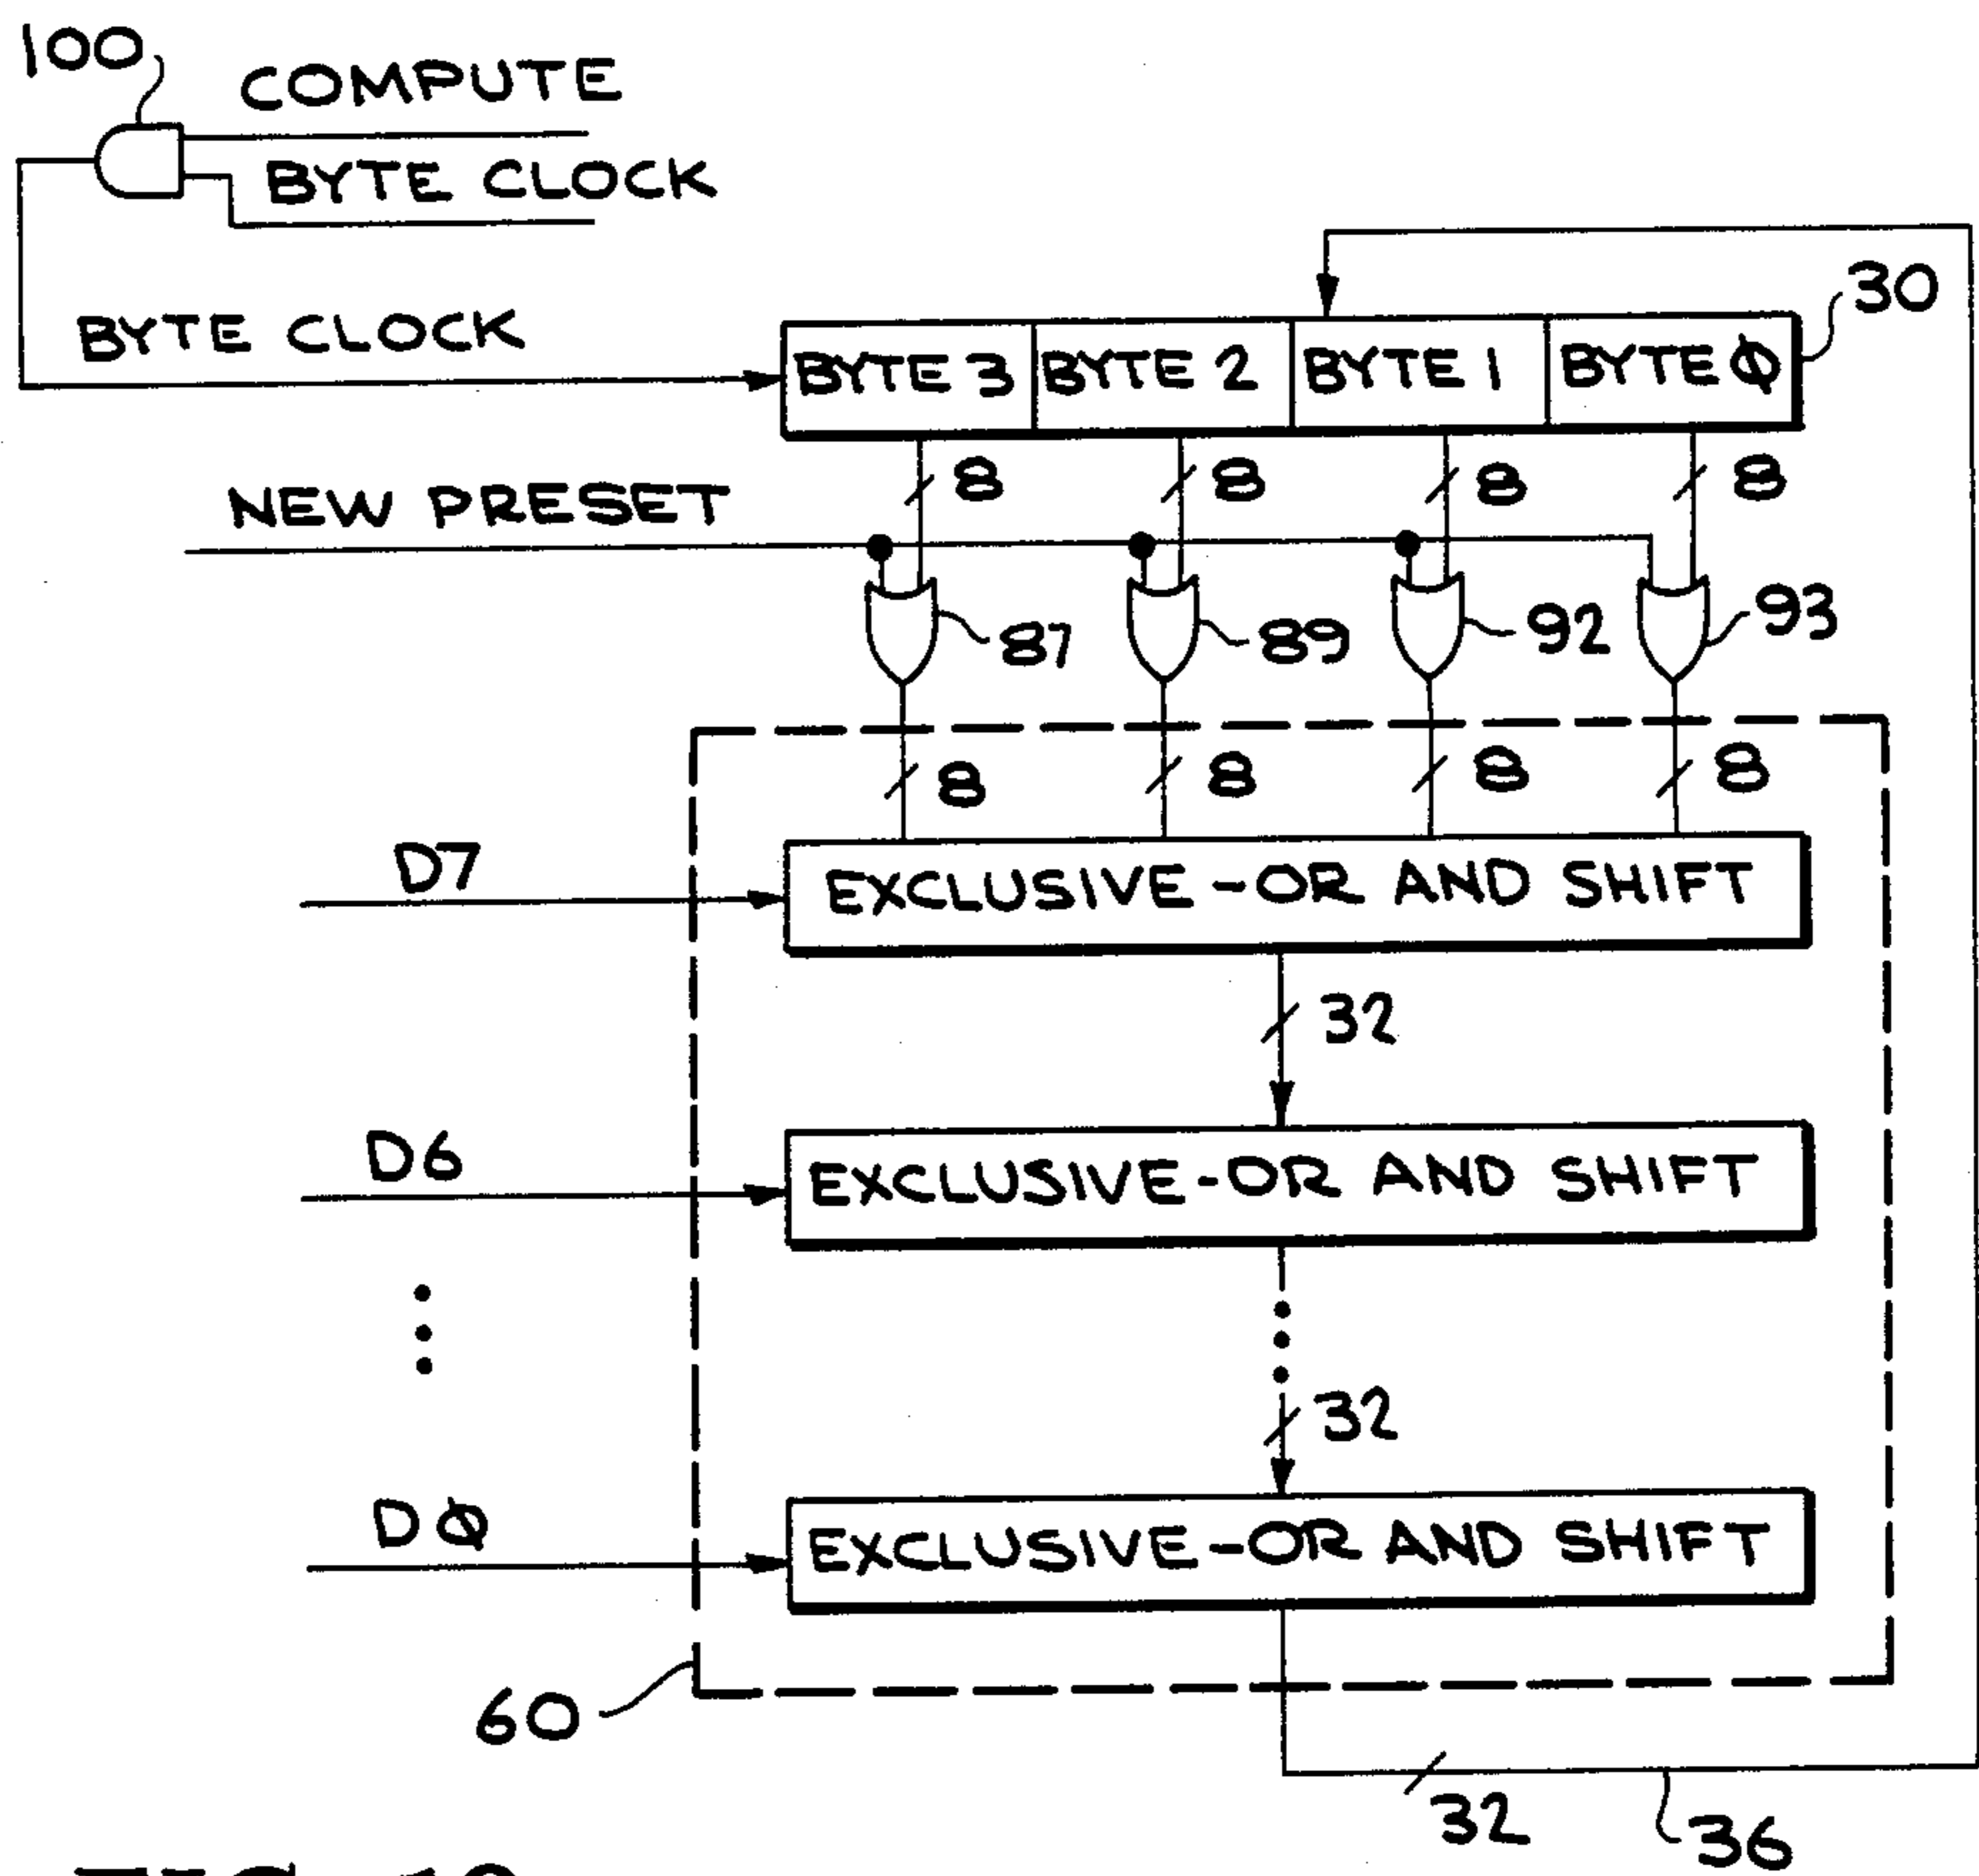 100
COMPUTE
BYTE CLOCK
30
BYTE CLOCK
BYTE 3 BYTE 2 BYTE 1 BYTE Φ
8 8 8 8
NEW PRESET
87 89 92 93
8 8 8 8
D7
EXCLUSIVE-OR AND SHIFT
32
D6
EXCLUSIVE-OR AND SHIFT
32
DΦ
EXCLUSIVE-OR AND SHIFT
60
32
36